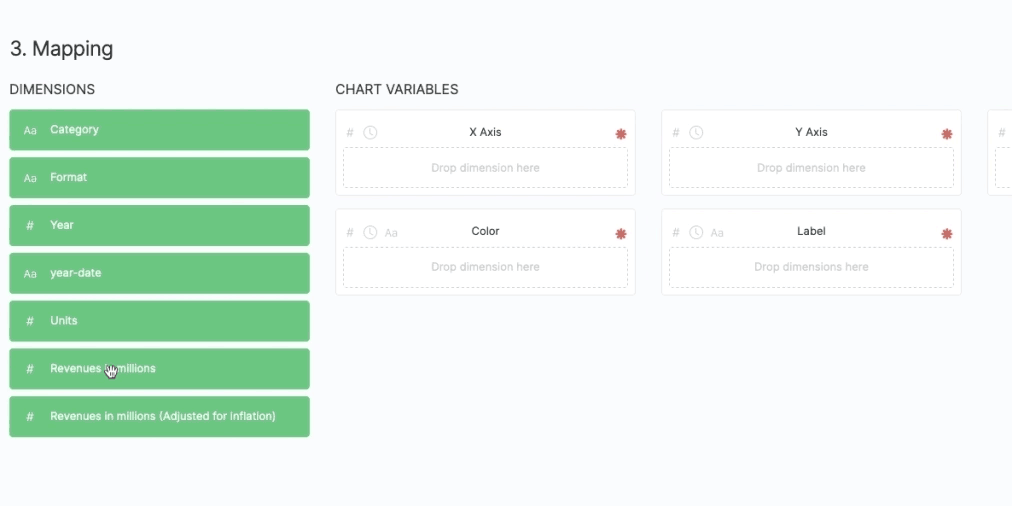 3. Mapping
DIMENSIONS
Aa Category
Aa Format
# Year
Aa year-date
# Units
# Revenues in millions
# Revenues in millions (Adjusted for Inflation)
CHART VARIABLES
# X Axis
Drop dimension here
# Y Axis
Drop dimension here
#
# Aa Color
Drop dimension here
# Aa Label
Drop dimensions here